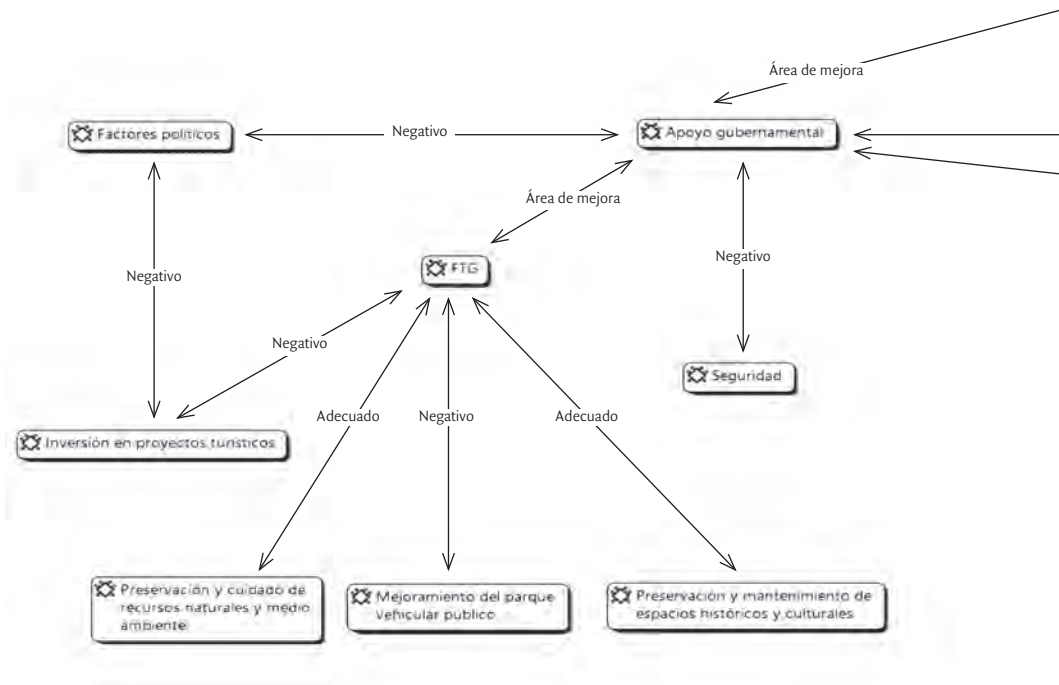 Área de mejora
Factores políticos
Negativo
Apoyo gubernamental
Área de mejora
Negativo
Negativo
FTG
Negativo
Seguridad
Adecuado
Negativo
Adecuado
Inversión en proyectos turísticos
Preservación y cuidado de
recursos naturales y medio
ambiente
Mejoramiento del parque
vehicular público
Preservación y mantenimiento de
espacios históricos y culturales